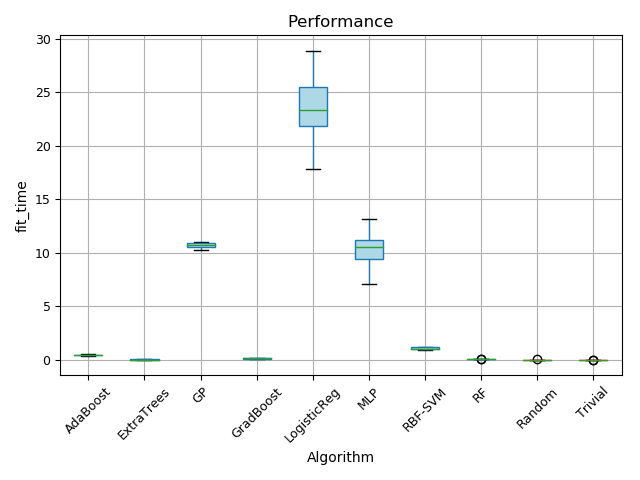 Performance
30
25
20
15
10
5
0
fit_time
AdaBoost
ExtraTrees
GP
GradBoost
LogisticReg
MLP
RBF-SVM
RF
Random
Trivial
Algorithm